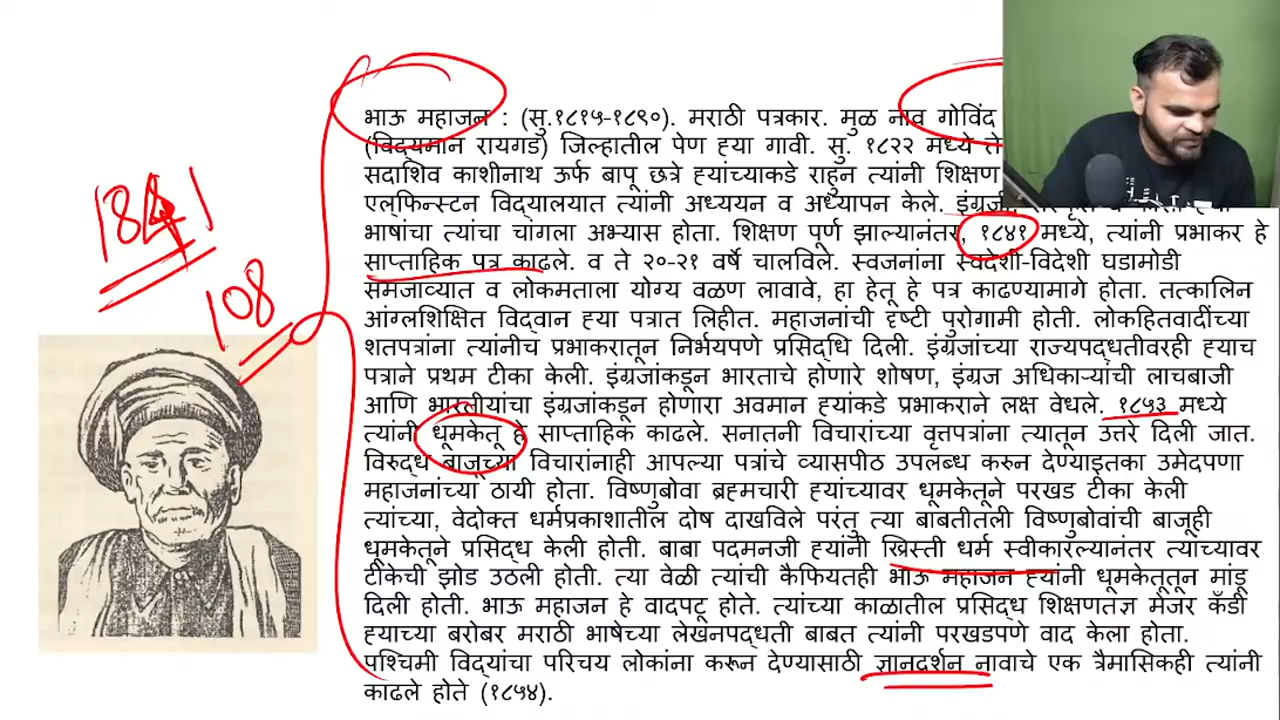 भाऊ महाजन : (सु.१८१५-१८९०). मराठी पत्रकार. मुळ नाव गोविंद
(विद्यमान रायगड) जिल्हातील पेण ह्या गावी. सु. १८२२ मध्ये ते
सदाशिव काशीनाथ ऊर्फ बापू छत्रे ह्यांच्याकडे राहुन त्यांनी शिक्षण
एल्‌फिन्स्टन विद्यालयात त्यांनी अध्ययन व अध्यापन केले.
भाषांचा त्यांचा चांगला अभ्यास होता. शिक्षण पूर्ण झाल्यानंतर, १८४१ मध्ये, त्यांनी प्रभाकर हे
साप्ताहिक पत्र काढले. व ते २०-२१ वर्षे चालविले. स्वजनांना स्वदेशी-विदेशी घडामोडी
समजाव्यात व लोकमताला योग्य वळण लावावे, हा हेतू हे पत्र काढण्यामागे होता. तत्कालिन
आंग्लशिक्षित विद्वान ह्या पत्रात लिहीत. महाजनांची दृष्टी पुरोगामी होती. लोकहितवादींच्या
शतपत्रांना त्यांनीच प्रभाकरातून निर्भयपणे प्रसिद्धि दिली. इंग्रजांच्या राज्यपद्धतीवरही ह्याच
पत्राने प्रथम टीका केली. इंग्रजांकडून भारताचे होणारे शोषण, इंग्रज अधिकाऱ्यांची लाचबाजी
आणि भारतीयांचा इंग्रजांकडून होणारा अवमान ह्यांकडे प्रभाकराने लक्ष वेधले. १८५३ मध्ये
त्यांनी धूमकेतू हे साप्ताहिक काढले. सनातनी विचारांच्या वृत्तपत्रांना त्यातून उत्तरे दिली जात.
विरुद्ध बाजूच्या विचारांनाही आपल्या पत्रांचे व्यासपीठ उपलब्ध करुन देण्याइतका उमेदपणा
महाजनांच्या ठायी होता. विष्णुबोवा ब्रह्मचारी ह्यांच्यावर धूमकेतूने परखड टीका केली
त्यांच्या, वेदोक्त धर्मप्रकाशातील दोष दाखविले परंतु त्या बाबतीतली विष्णुबोवांची बाजूही
धूमकेतूने प्रसिद्ध केली होती. बाबा पदमनजी ह्यांनी ख्रिस्ती धर्म स्वीकारल्यानंतर त्यांच्यावर
टीकेची झोड उठली होती. त्या वेळी त्यांची कैफियतही भाऊ महाजन ह्यांनी धूमकेतूतून मांडू
दिली होती. भाऊ महाजन हे वादपटू होते. त्यांच्या काळातील प्रसिद्ध शिक्षणतज्ञ मेजर कँडी
ह्याच्या बरोबर मराठी भाषेच्या लेखनपद्धती बाबत त्यांनी परखडपणे वाद केला होता.
पश्चिमी विद्यांचा परिचय लोकांना करून देण्यासाठी ज्ञानदर्शन नावाचे एक त्रैमासिकही त्यांनी
काढले होते (१८५४).
1841
108